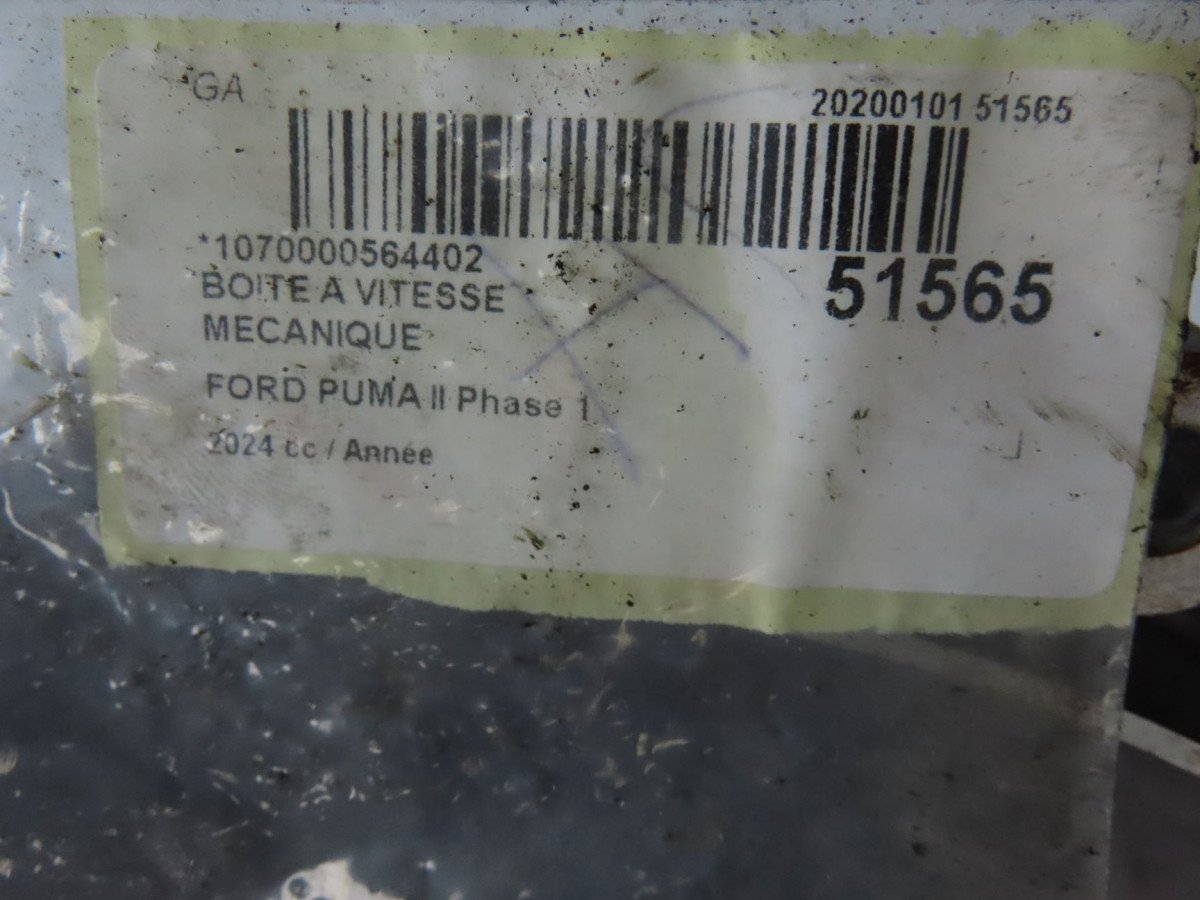 GA
20200101 51565
*1070000564402
51565
BOITE A VITESSE
MECANIQUE
FORD PUMA II Phase 1
2024 cc / Année